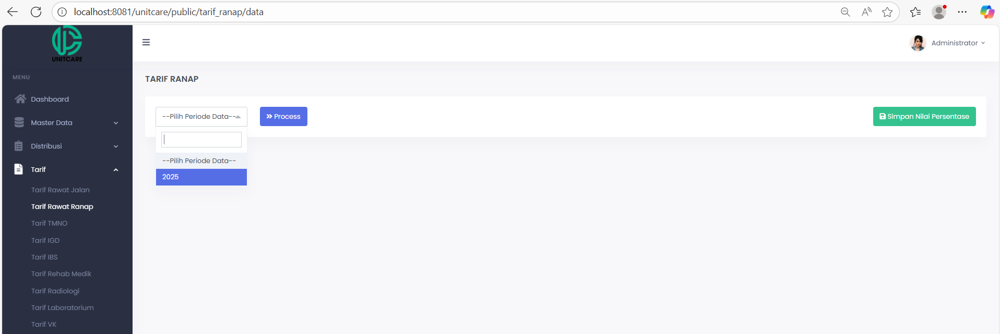 localhost:8081/unitcare/public/tarif_ranap/data
UNITCARE
Administrator
MENU
TARIF RANAP
Dashboard
--Pilih Periode Data--
Process
Simpan Nilai Persentase
Master Data
Distribusi
--Pilih Periode Data--
Tarif
2025
Tarif Rawat Jalan
Tarif Rawat Ranap
Tarif TMNO
Tarif IGD
Tarif IBS
Tarif Rehab Medik
Tarif Radiologi
Tarif Laboratorium
Tarif VK